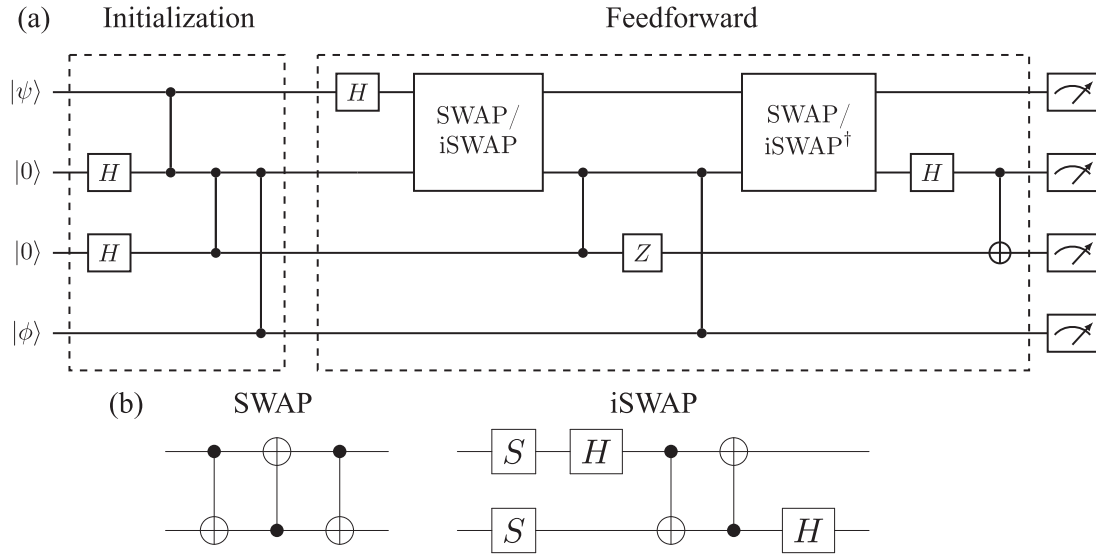 (a) Initialization Feedforward
|ψ⟩ H SWAP/ iSWAP SWAP/ iSWAP†
|0⟩ H H
|0⟩ H Z
|ϕ⟩
(b) SWAP iSWAP
S H
S H